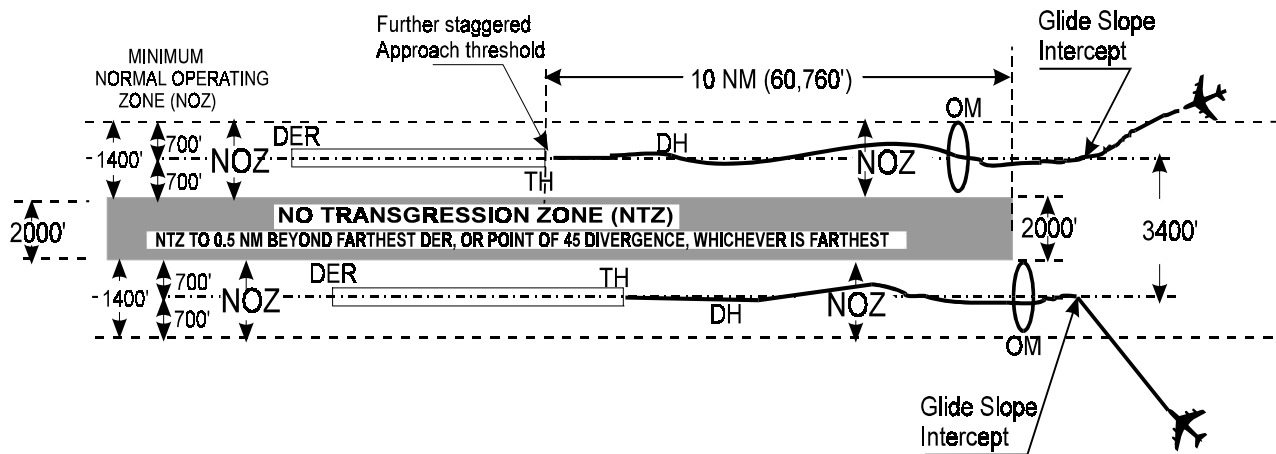 Further staggered
Approach threshold
Glide Slope
Intercept
MINIMUM
NORMAL OPERATING
ZONE (NOZ)
10 NM (60,760')
OM
DER
DH
700'
1400'
NOZ
NOZ
700'
TH
NO TRANSGRESSION ZONE (NTZ)
2000'
NTZ TO 0.5 NM BEYOND FARTHEST DER, OR POINT OF 45 DIVERGENCE, WHICHEVER IS FARTHEST
2000'
3400'
DER
TH
700'
1400'
NOZ
NOZ
700'
DH
OM
Glide Slope
Intercept